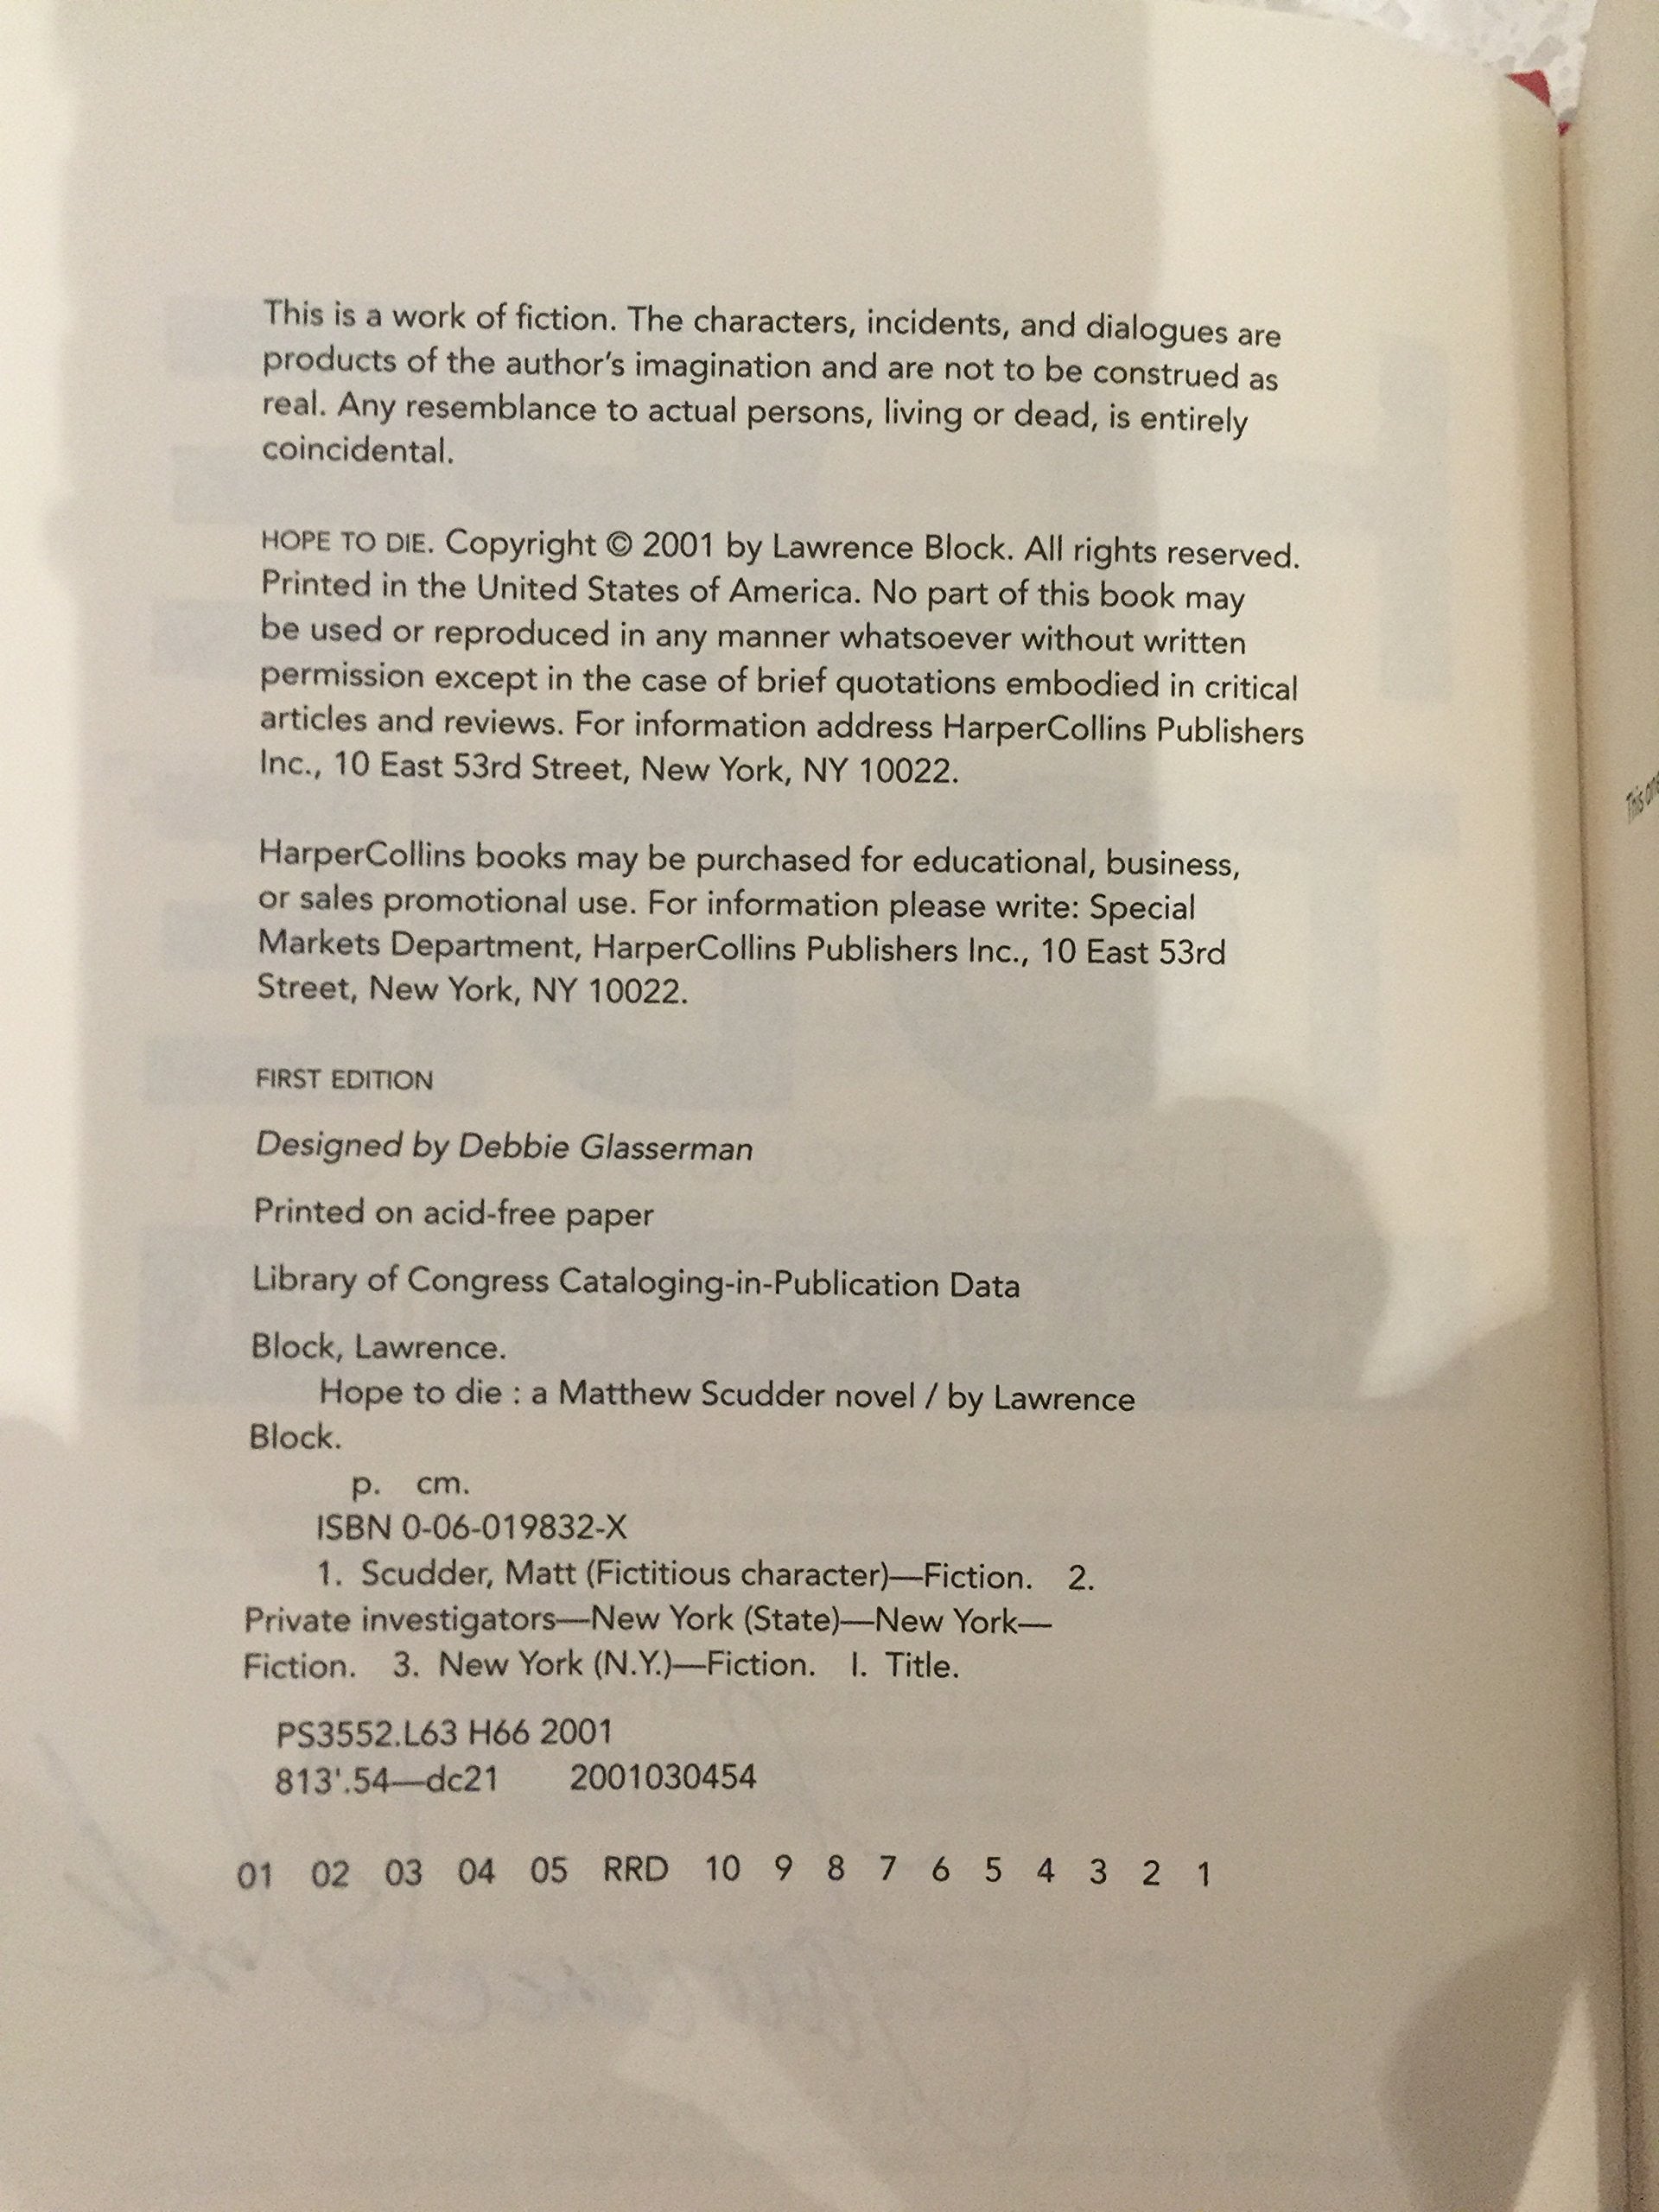 This is a work of fiction. The characters, incidents, and dialogues are
products of the author's imagination and are not to be construed as
real. Any resemblance to actual persons, living or dead, is entirely
coincidental.
HOPE TO DIE. Copyright © 2001 by Lawrence Block. All rights reserved.
Printed in the United States of America. No part of this book may
be used or reproduced in any manner whatsoever without written
permission except in the case of brief quotations embodied in critical
articles and reviews. For information address HarperCollins Publishers
Inc., 10 East 53rd Street, New York, NY 10022.
HarperCollins books may be purchased for educational, business,
or sales promotional use. For information please write: Special
Markets Department, HarperCollins Publishers Inc., 10 East 53rd
Street, New York, NY 10022.
FIRST EDITION
Designed by Debbie Glasserman
Printed on acid-free paper
Library of Congress Cataloging-in-Publication Data
Block, Lawrence.
Hope to die : a Matthew Scudder novel / by Lawrence
Block.
p. cm.
ISBN 0-06-019832-X
1. Scudder, Matt (Fictitious character)—Fiction. 2.
Private investigators—New York (State)—New York—
Fiction. 3. New York (N.Y.)—Fiction. I. Title.
PS3552.L63 H66 2001
813'.54—dc21 2001030454
01 02 03 04 05 RRD 10 9 8 7 6 5 4 3 2 1
This